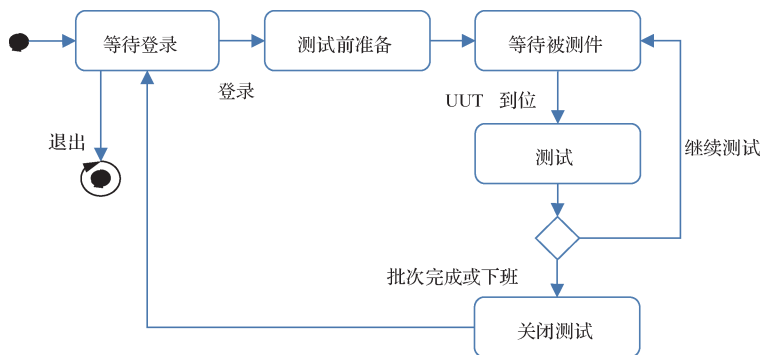 等待登录
测试前准备
等待被测件
登录
UUT 到位
退出
测试
继续测试
批次完成或下班
关闭测试